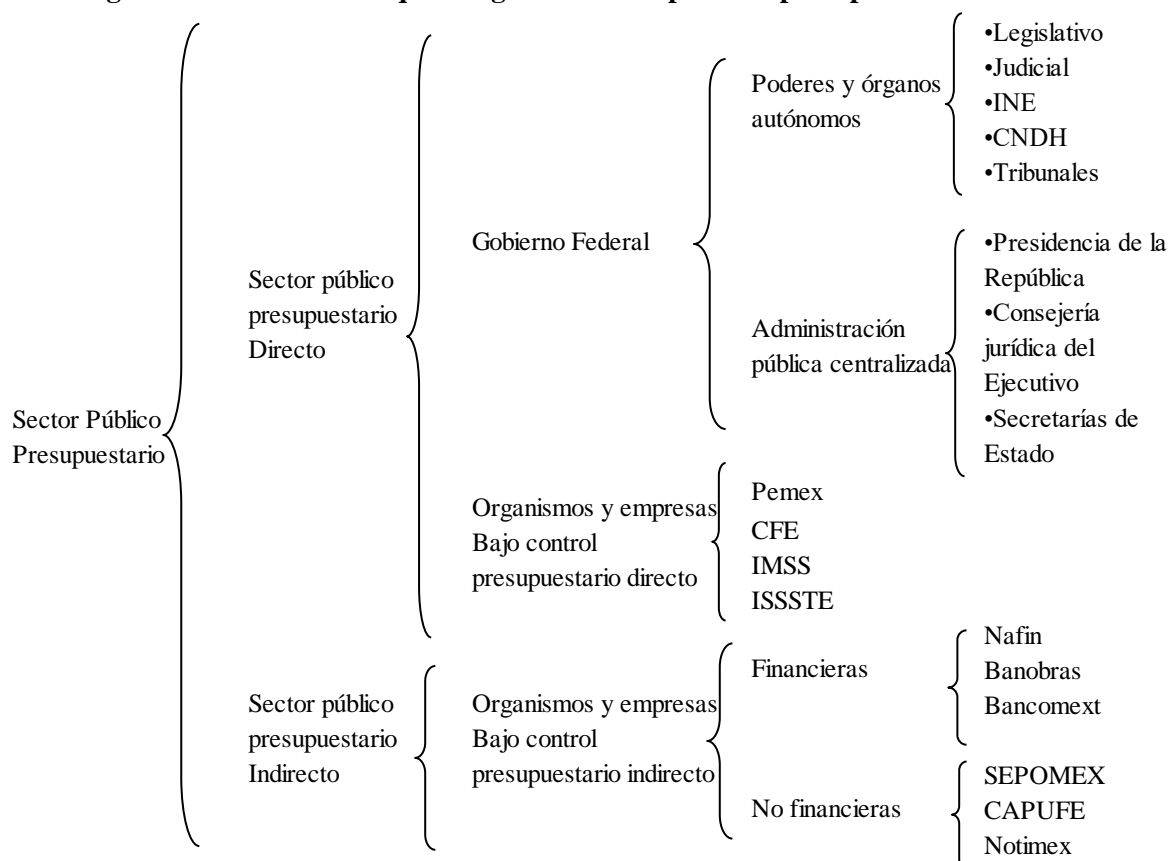 Sector Público
Presupuestario
Sector público
presupuestario
Directo
Gobierno Federal
Poderes y órganos
autónomos
•Legislativo
•Judicial
•INE
•CNDH
•Tribunales
Administración
pública centralizada
•Presidencia de la
República
•Consejería
jurídica del
Ejecutivo
•Secretarías de
Estado
Organismos y empresas
Bajo control
presupuestario directo
Pemex
CFE
IMSS
ISSSTE
Sector público
presupuestario
Indirecto
Organismos y empresas
Bajo control
presupuestario indirecto
Financieras
Nafin
Banobras
Bancomext
No financieras
SEPOMEX
CAPUFE
Notimex